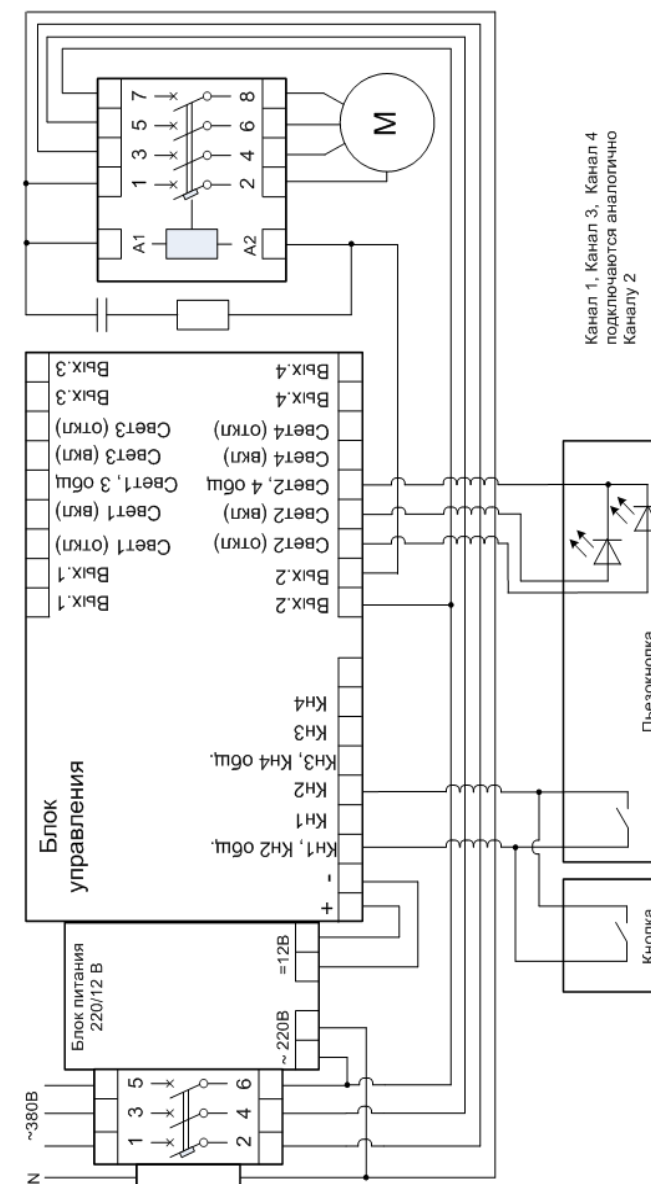 7
5
3
1
8
6
4
2
А1
А2
М
Канал 1, Канал 3, Канал 4
подключаются аналогично
Каналу 2
Вых.3
Вых.3
Свет3 (откл)
Свет3 (вкл)
Свет1, 3 общ
Свет1 (вкл)
Свет1 (откл)
Вых.1
Вых.1
Вых.4
Вых.4
Свет4 (откл)
Свет4 (вкл)
Свет2, 4 общ
Свет2 (вкл)
Свет2 (откл)
Вых.2
Вых.2
Кн4
Кн3
Кн3, Кн4 общ.
Кн2
Кн1
Кн1, Кн2 общ.
-
+
Блок
управления
Пьезокнопка
Кнопка
Блок питания
220/12 В
=12В
~ 220В
~380В
N
5
3
1
6
4
2